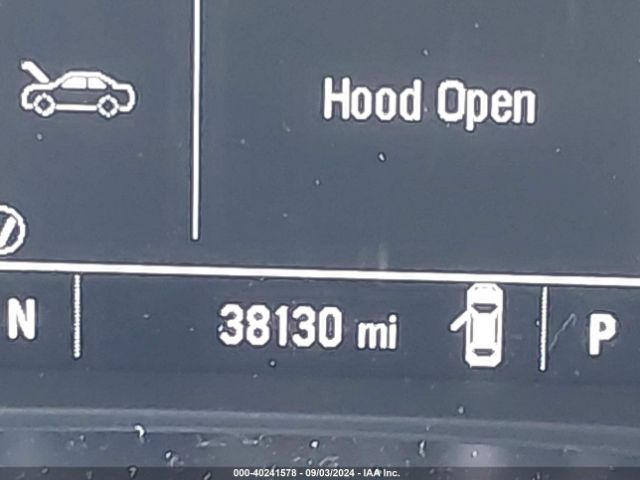 Hood Open
N
38130 mi
P
000-40241578 - 09/03/2024 - IAA Inc.